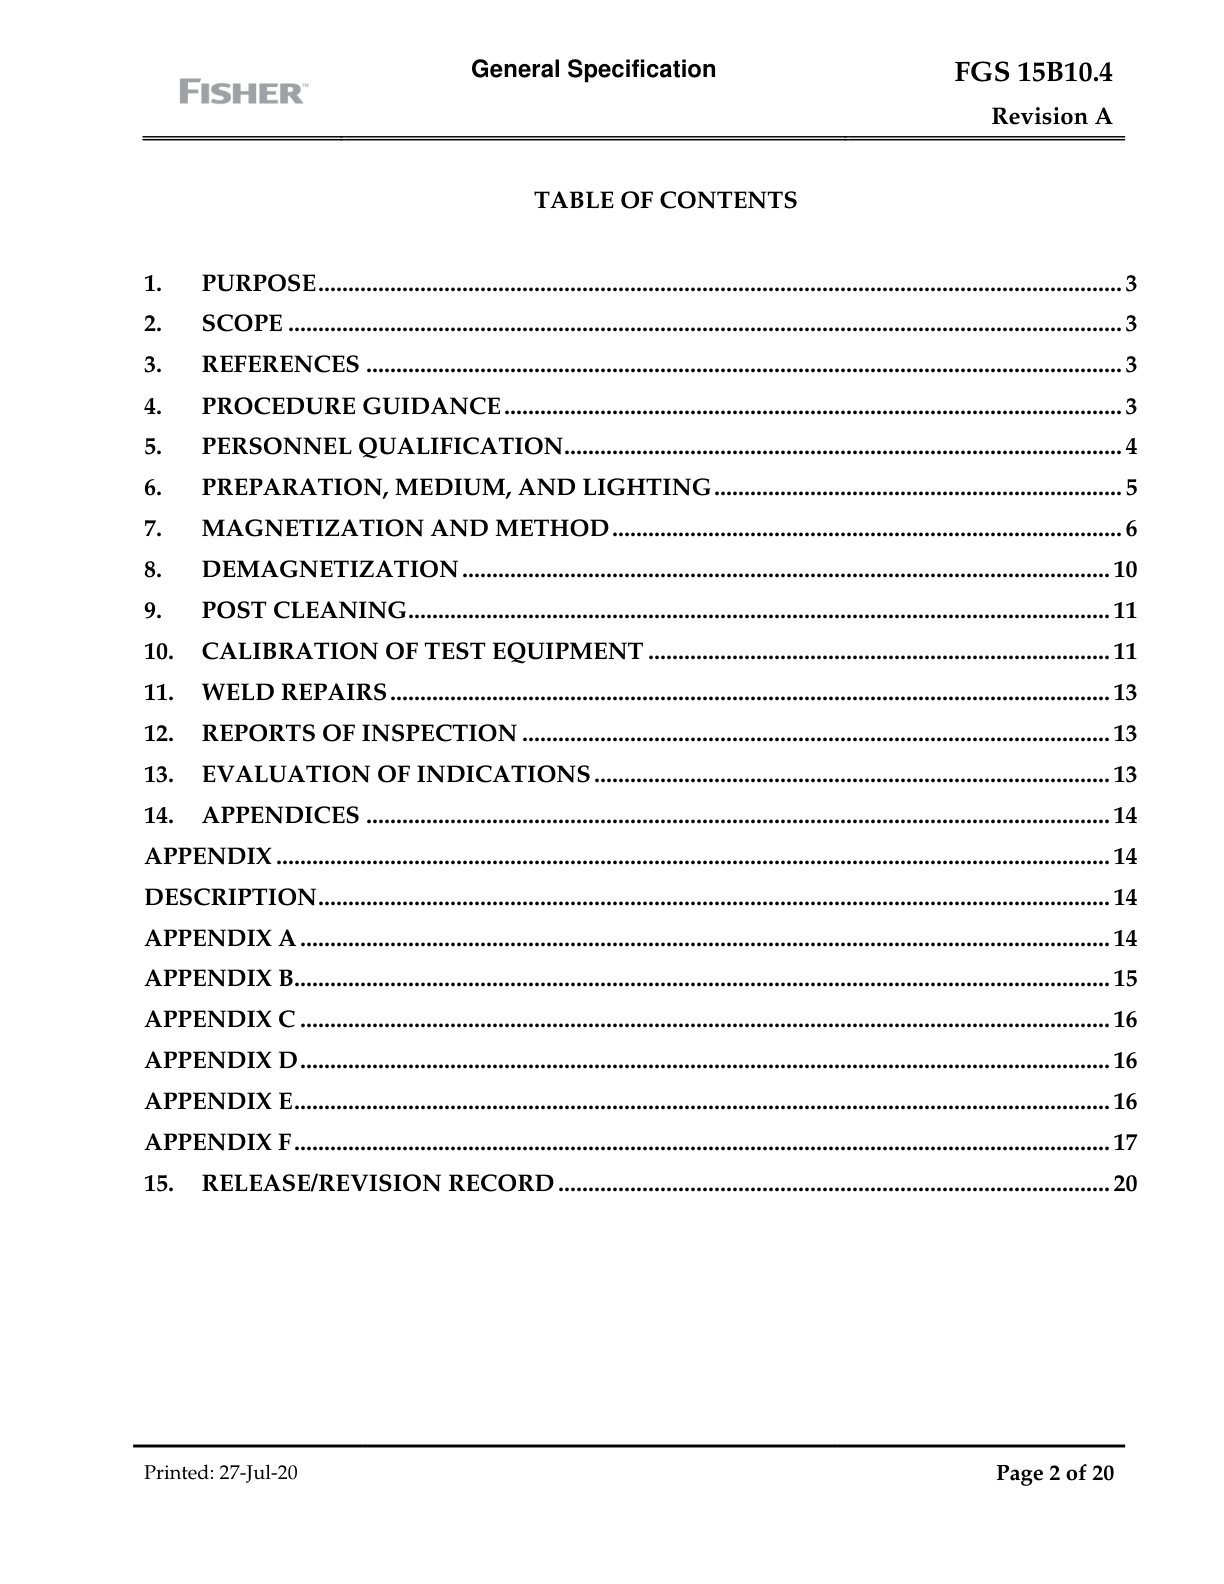 General Specification
FGS 15B10.4
FISHER™
Revision A
TABLE OF CONTENTS
1. PURPOSE 3
2. SCOPE 3
3. REFERENCES 3
4. PROCEDURE GUIDANCE 3
5. PERSONNEL QUALIFICATION 4
6. PREPARATION, MEDIUM, AND LIGHTING 5
7. MAGNETIZATION AND METHOD 6
8. DEMAGNETIZATION 10
9. POST CLEANING 11
10. CALIBRATION OF TEST EQUIPMENT 11
11. WELD REPAIRS 13
12. REPORTS OF INSPECTION 13
13. EVALUATION OF INDICATIONS 13
14. APPENDICES 14
APPENDIX 14
DESCRIPTION 14
APPENDIX A 14
APPENDIX B 15
APPENDIX C 16
APPENDIX D 16
APPENDIX E 16
APPENDIX F 17
15. RELEASE/REVISION RECORD 20
Printed: 27-Jul-20
Page 2 of 20